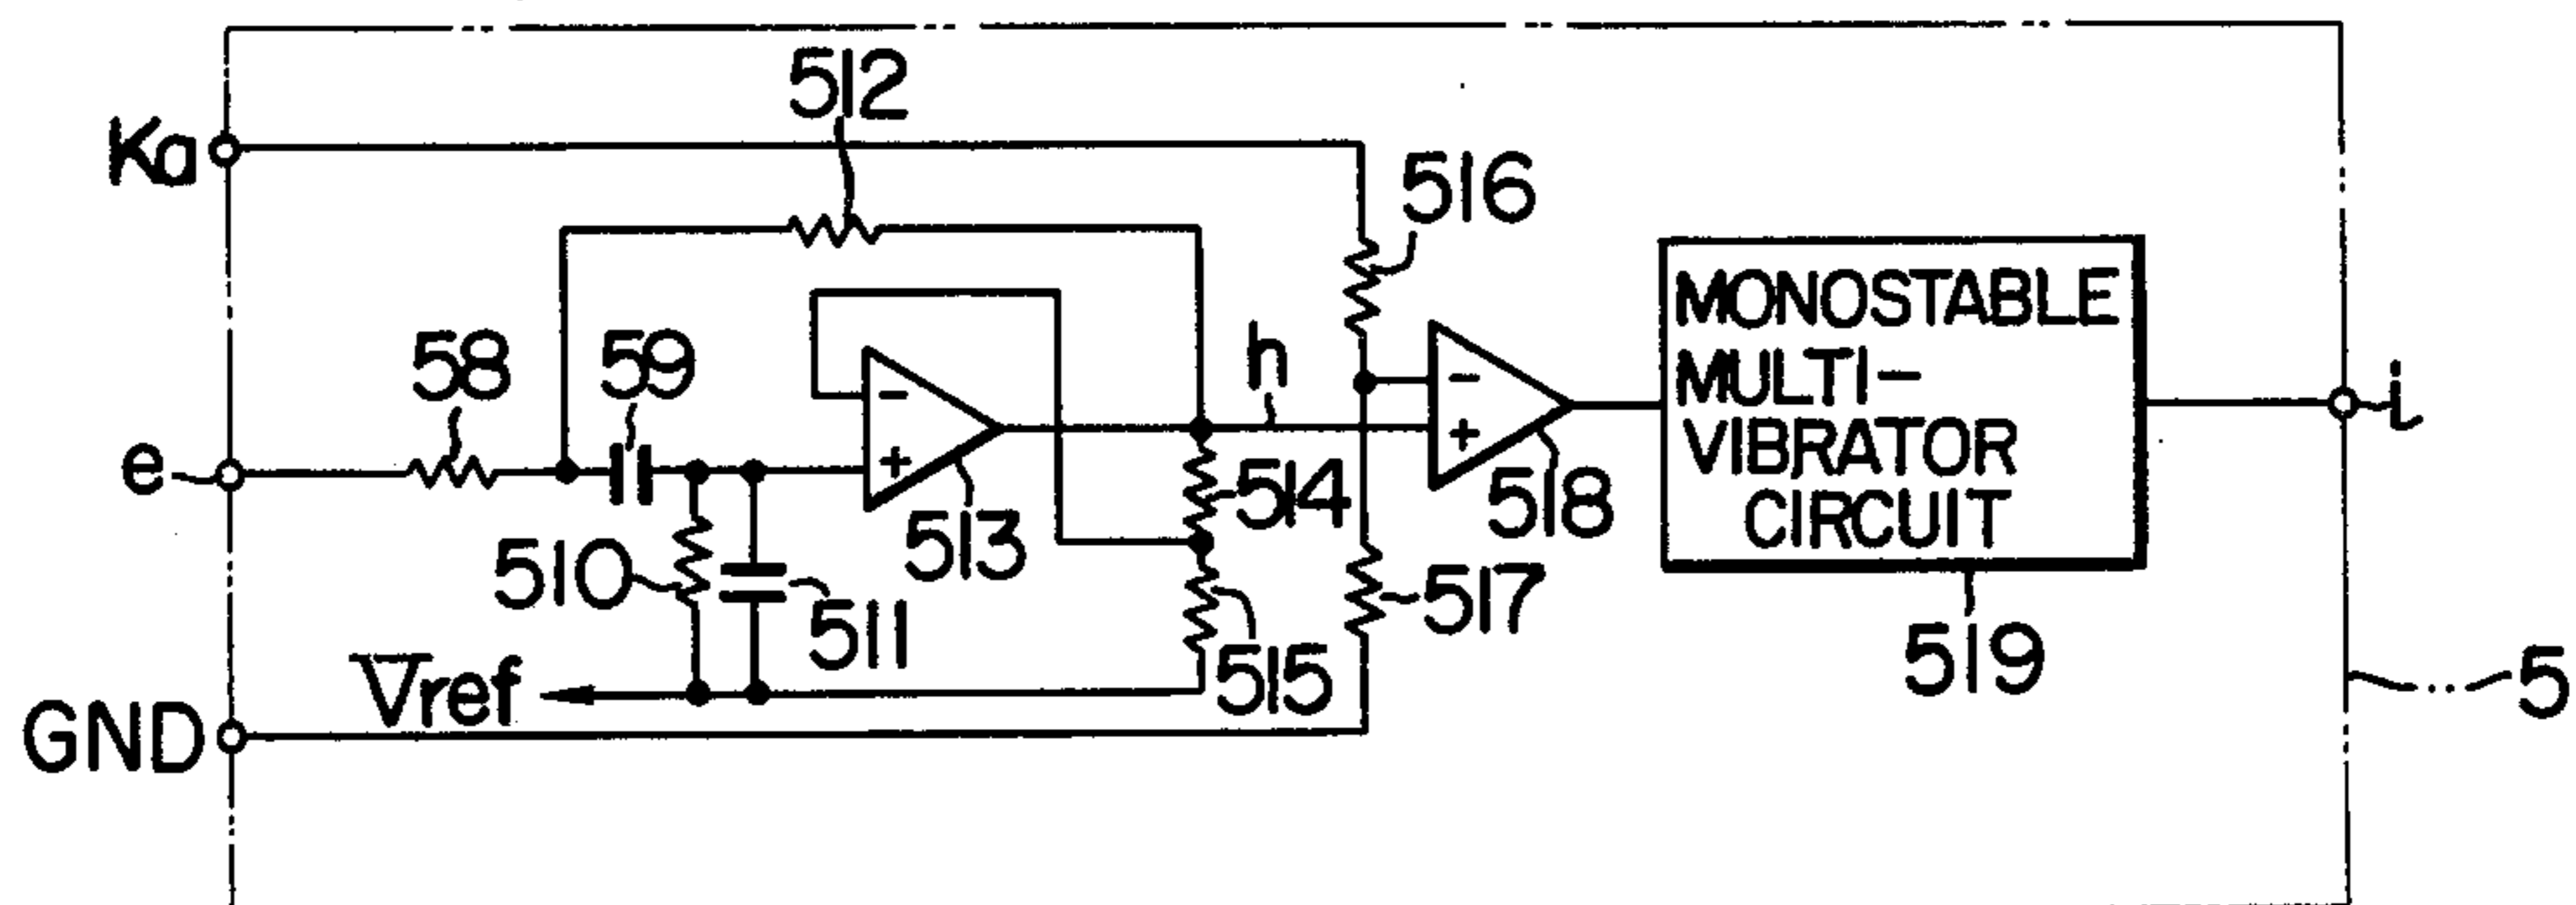 512
Ka
516
58
59
h
MONOSTABLE
MULTI-
VIBRATOR
CIRCUIT
-
+
-
+
e
i
513
514
518
510
511
517
515
519
5
Vref
GND